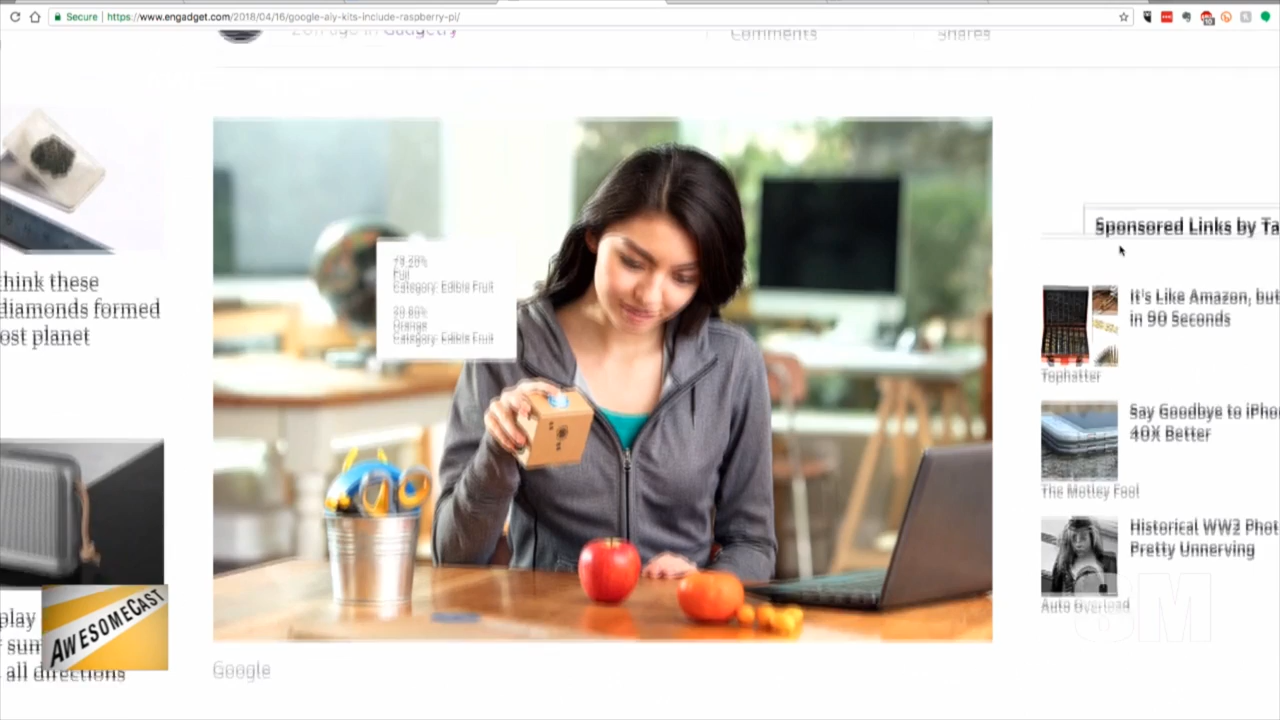 Secure https://www.engadget.com/2018/04/16/google-aiy-kits-include-raspberry-pi/
in Gadgetry
Comments
Shares
think these
diamonds formed
ost planet
Category: Edible Fruit
Orange
Category: Edible Fruit
Sponsored Links by Ta
It's Like Amazon, but
in 90 Seconds
Tophatter
Say Goodbye to iPho
40X Better
The Motley Fool
Historical WW2 Phot
Pretty Unnerving
Auto Overload
play
sum
all directions
AWESOMECAST
Google